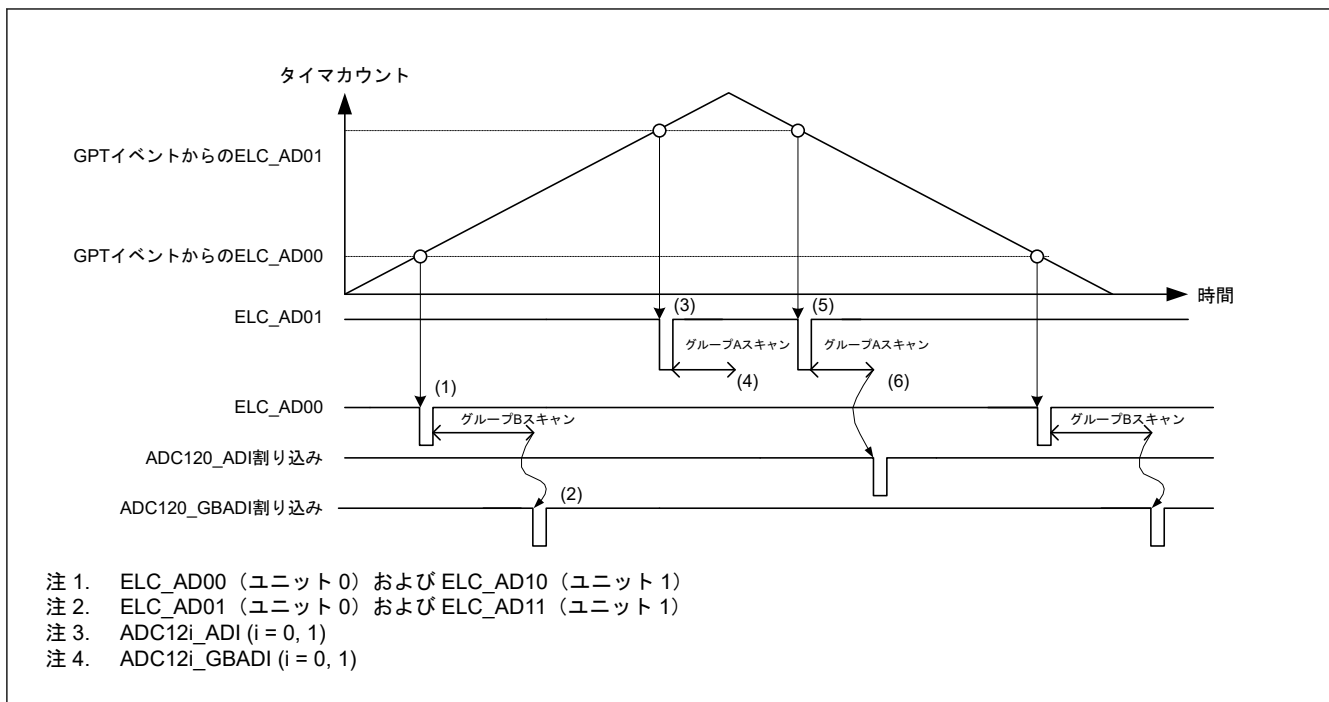 タイマカウント
GPTイベントからのELC_AD01
GPTイベントからのELC_AD00
時間
ELC_AD01
(3)
(5)
グループAスキャン
グループAスキャン
(4)
(6)
(1)
ELC_AD00
グループBスキャン
グループBスキャン
ADC120_ADI割り込み
(2)
ADC120_GBADI割り込み
注 1. ELC_AD00（ユニット 0）および ELC_AD10（ユニット 1）
注 2. ELC_AD01（ユニット 0）および ELC_AD11（ユニット 1）
注 3. ADC12i_ADI (i = 0, 1)
注 4. ADC12i_GBADI (i = 0, 1)